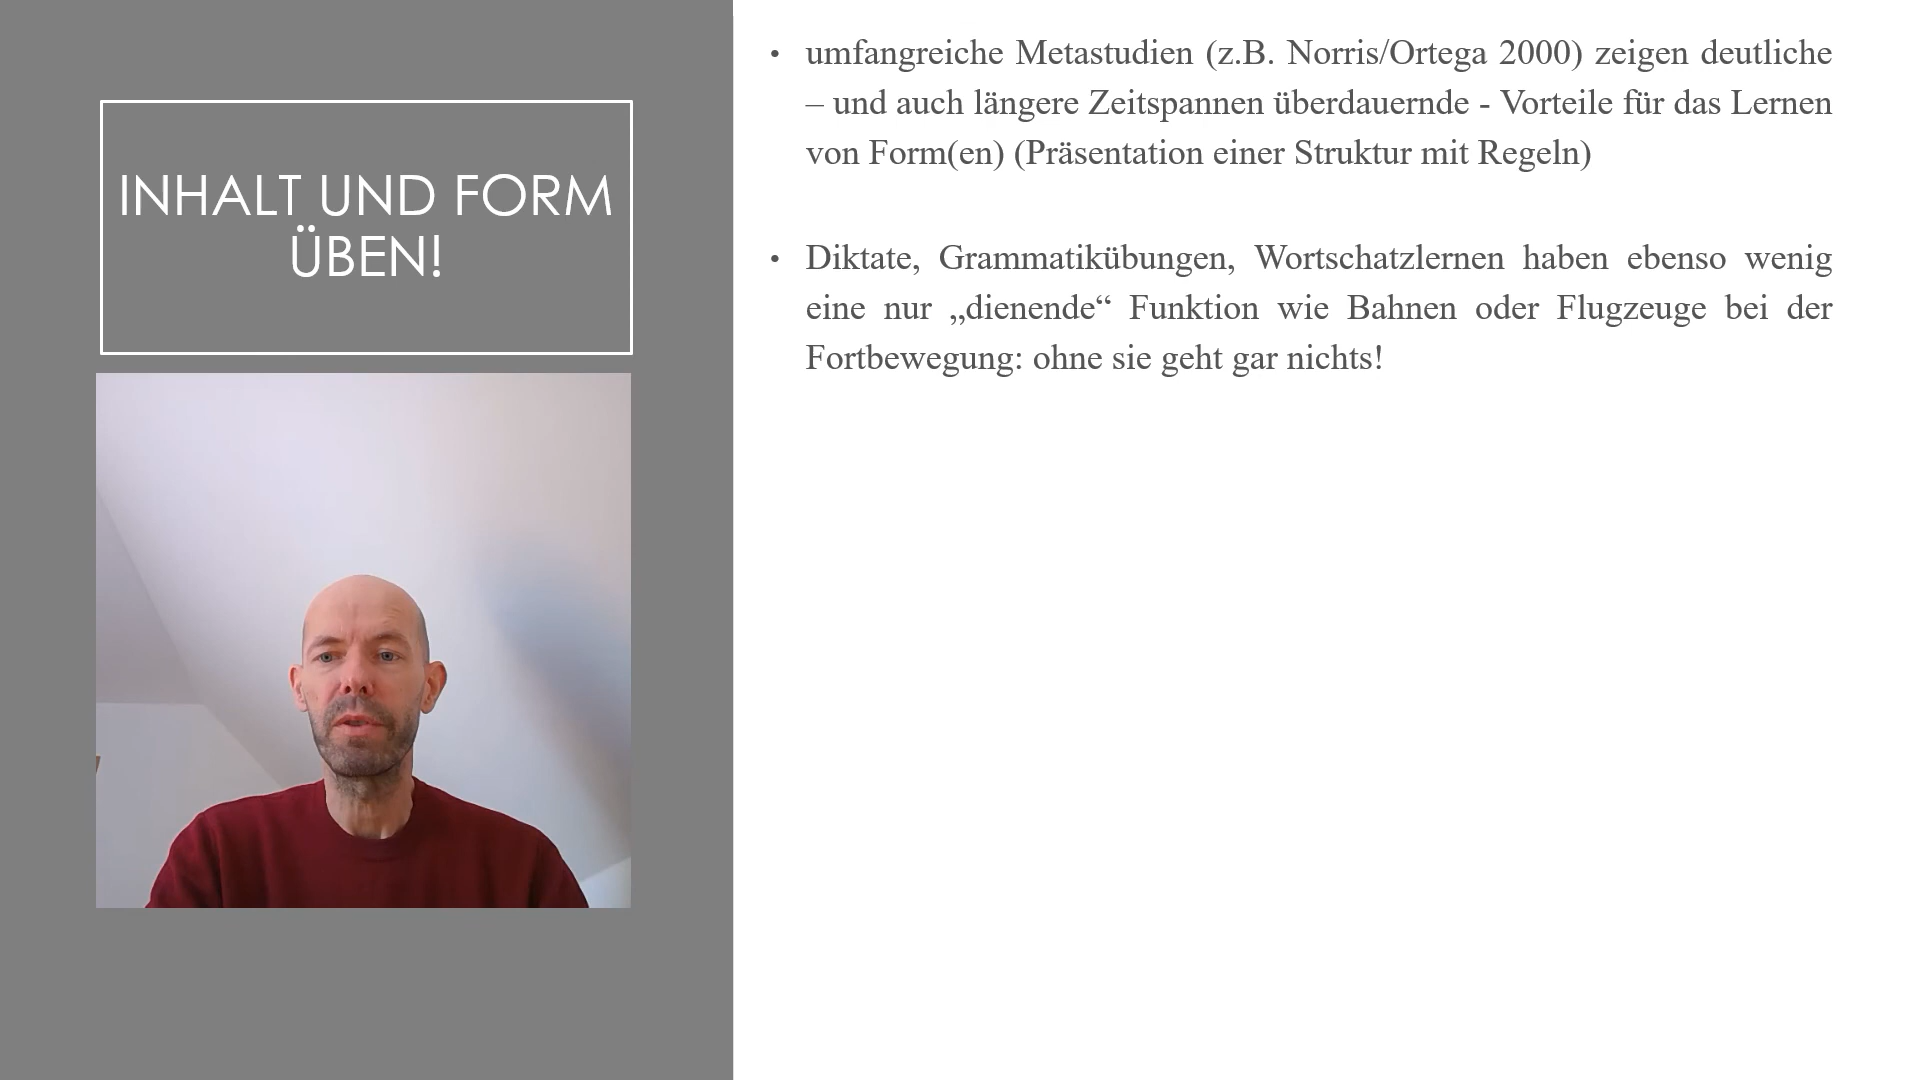 INHALT UND FORM
ÜBEN!
• umfangreiche Metastudien (z.B. Norris/Ortega 2000) zeigen deutliche
– und auch längere Zeitspannen überdauernde - Vorteile für das Lernen
von Form(en) (Präsentation einer Struktur mit Regeln)
• Diktate, Grammatikübungen, Wortschatzlernen haben ebenso wenig
eine nur „dienende“ Funktion wie Bahnen oder Flugzeuge bei der
Fortbewegung: ohne sie geht gar nichts!